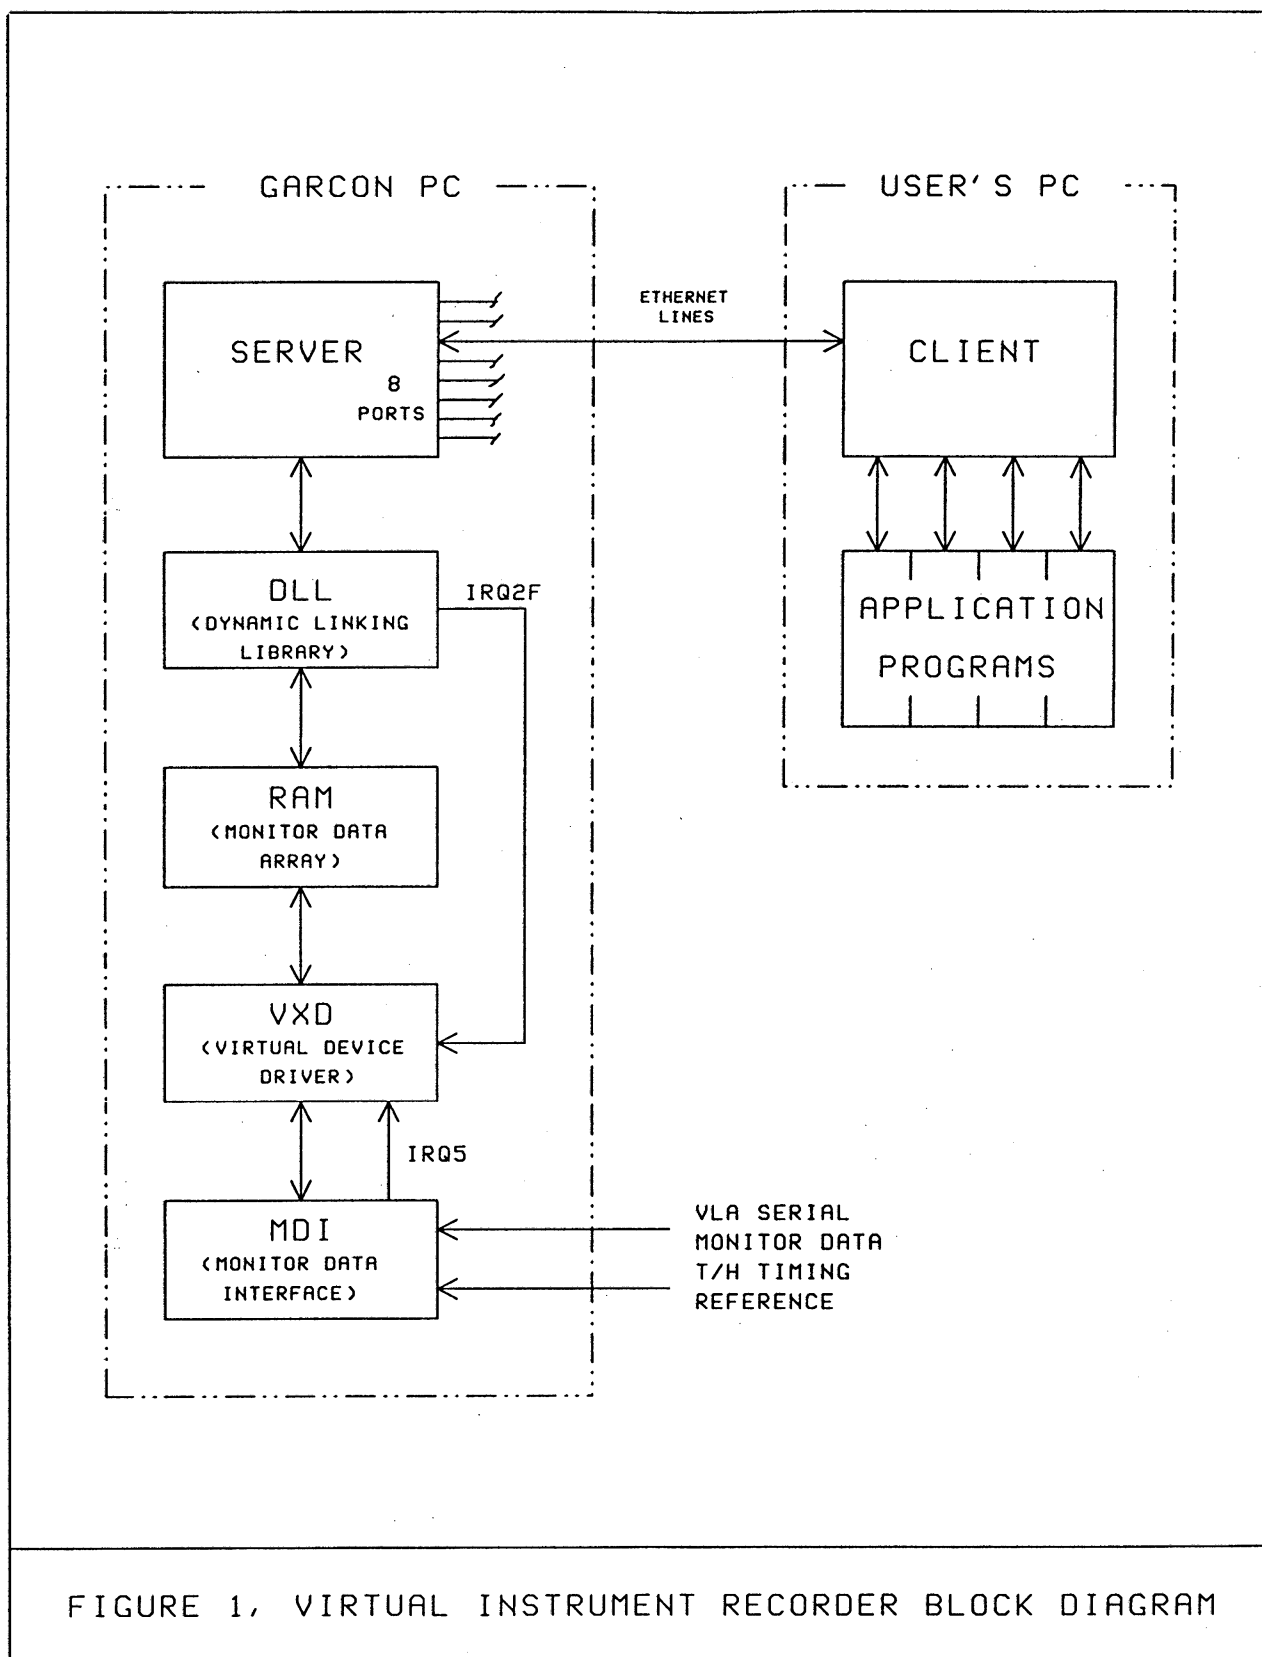 GARCON PC
USER'S PC
SERVER
8
PORTS
ETHERNET
LINES
CLIENT
DLL
(DYNAMIC LINKING
LIBRARY)
IRQ2F
APPLICATION
PROGRAMS
RAM
(MONITOR DATA
ARRAY)
VXD
(VIRTUAL DEVICE
DRIVER)
IRQ5
MDI
(MONITOR DATA
INTERFACE)
VLA SERIAL
MONITOR DATA
T/H TIMING
REFERENCE
FIGURE 1, VIRTUAL INSTRUMENT RECORDER BLOCK DIAGRAM